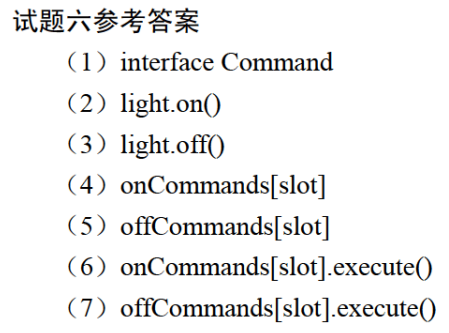 试题六参考答案
（1）interface Command
（2）light.on()
（3）light.off()
（4）onCommands[slot]
（5）offCommands[slot]
（6）onCommands[slot].execute()
（7）offCommands[slot].execute()